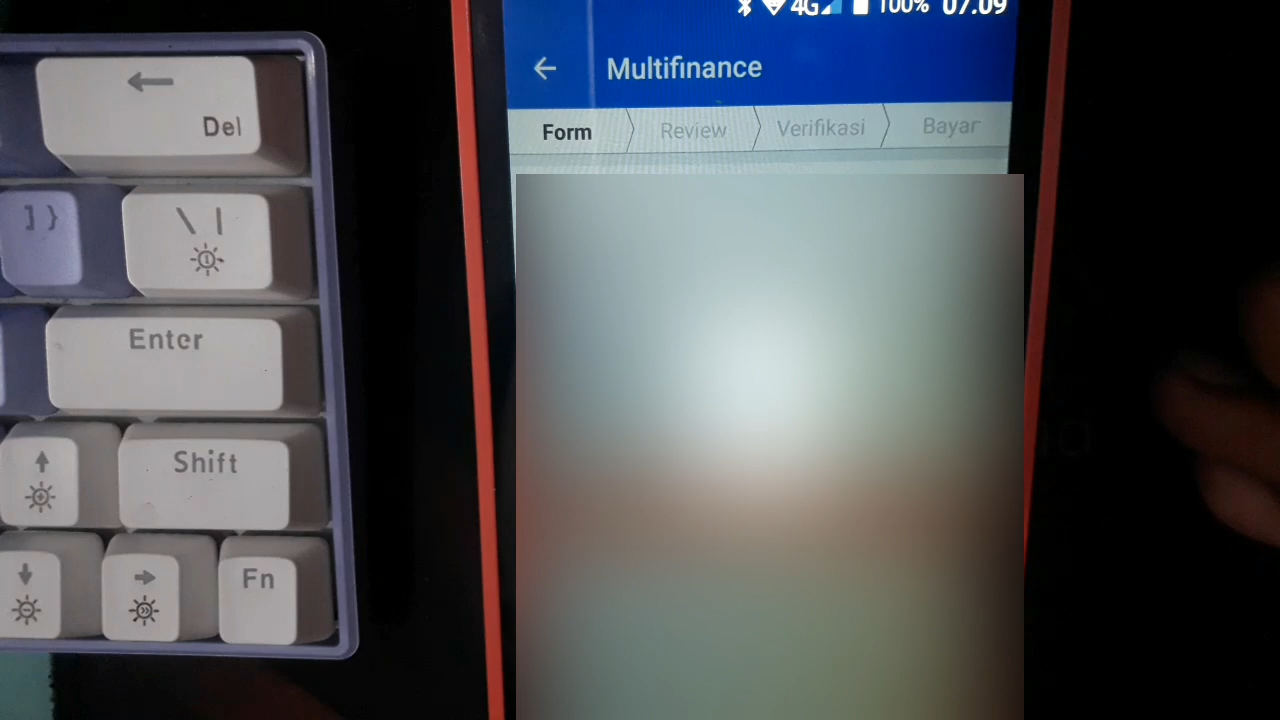 ← Del
] }
\ |
Enter
Shift
Fn
4G 100% 07.09
← Multifinance
Form Review Verifikasi Bayar